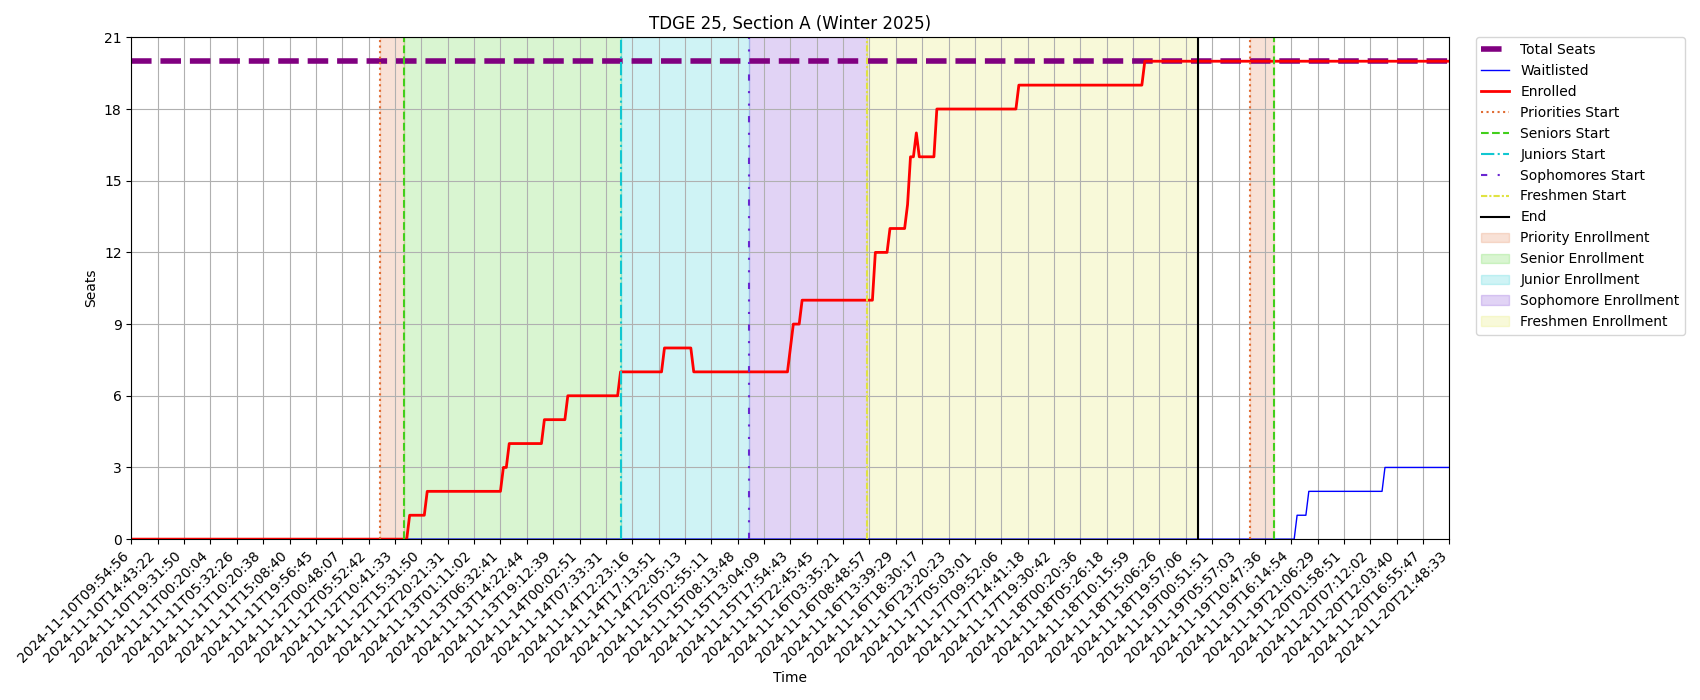 TDGE 25, Section A (Winter 2025)
21
18
15
12
9
6
3
0
Seats
2024-11-10T09:54:56
2024-11-10T14:43:22
2024-11-10T19:31:50
2024-11-11T00:20:04
2024-11-11T05:32:26
2024-11-11T10:20:38
2024-11-11T15:08:40
2024-11-11T19:56:45
2024-11-12T00:48:07
2024-11-12T05:52:42
2024-11-12T10:41:33
2024-11-12T15:31:50
2024-11-12T20:21:31
2024-11-13T01:11:02
2024-11-13T06:32:41
2024-11-13T14:22:44
2024-11-13T19:12:39
2024-11-14T00:02:51
2024-11-14T07:33:31
2024-11-14T12:23:16
2024-11-14T17:13:51
2024-11-14T22:05:13
2024-11-15T02:55:11
2024-11-15T08:13:48
2024-11-15T13:04:09
2024-11-15T17:54:43
2024-11-15T22:45:45
2024-11-16T03:35:21
2024-11-16T08:48:57
2024-11-16T13:39:29
2024-11-16T18:30:17
2024-11-16T23:20:23
2024-11-17T05:03:01
2024-11-17T09:52:06
2024-11-17T14:41:18
2024-11-17T19:30:42
2024-11-18T00:20:36
2024-11-18T05:26:18
2024-11-18T10:15:59
2024-11-18T15:06:26
2024-11-18T19:57:06
2024-11-19T00:51:51
2024-11-19T05:57:03
2024-11-19T10:47:36
2024-11-19T16:14:54
2024-11-19T21:06:29
2024-11-20T01:58:51
2024-11-20T07:12:02
2024-11-20T12:03:40
2024-11-20T16:55:47
2024-11-20T21:48:33
Time
Total Seats
Waitlisted
Enrolled
Priorities Start
Seniors Start
Juniors Start
Sophomores Start
Freshmen Start
End
Priority Enrollment
Senior Enrollment
Junior Enrollment
Sophomore Enrollment
Freshmen Enrollment